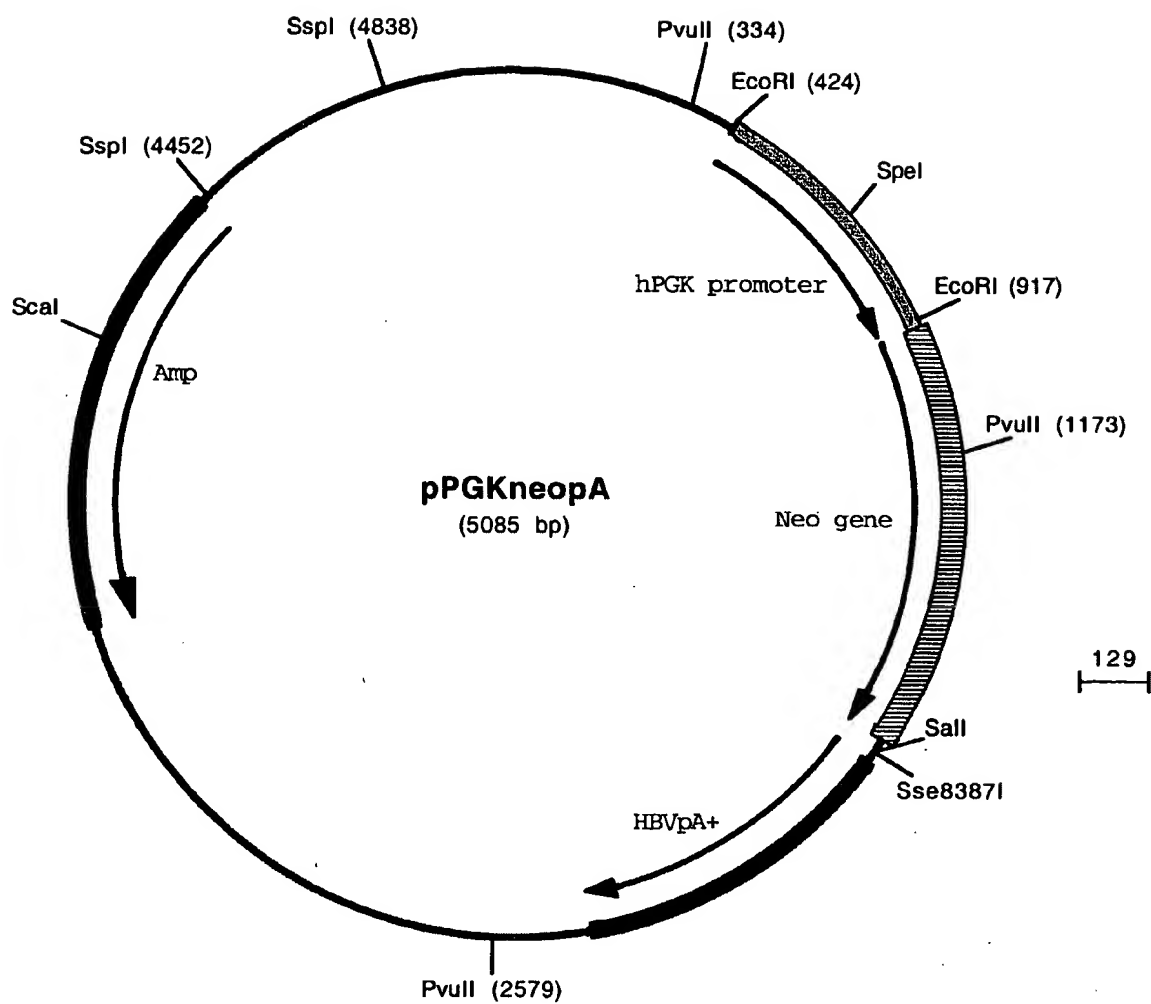 SspI (4838)
PvuII (334)
EcoRI (424)
SspI (4452)
SpeI
hPGK promoter
EcoRI (917)
ScaI
Amp
PvuII (1173)
pPGKneopA
(5085 bp)
Neo gene
129
SalI
Sse8387I
HBVpA+
PvuII (2579)